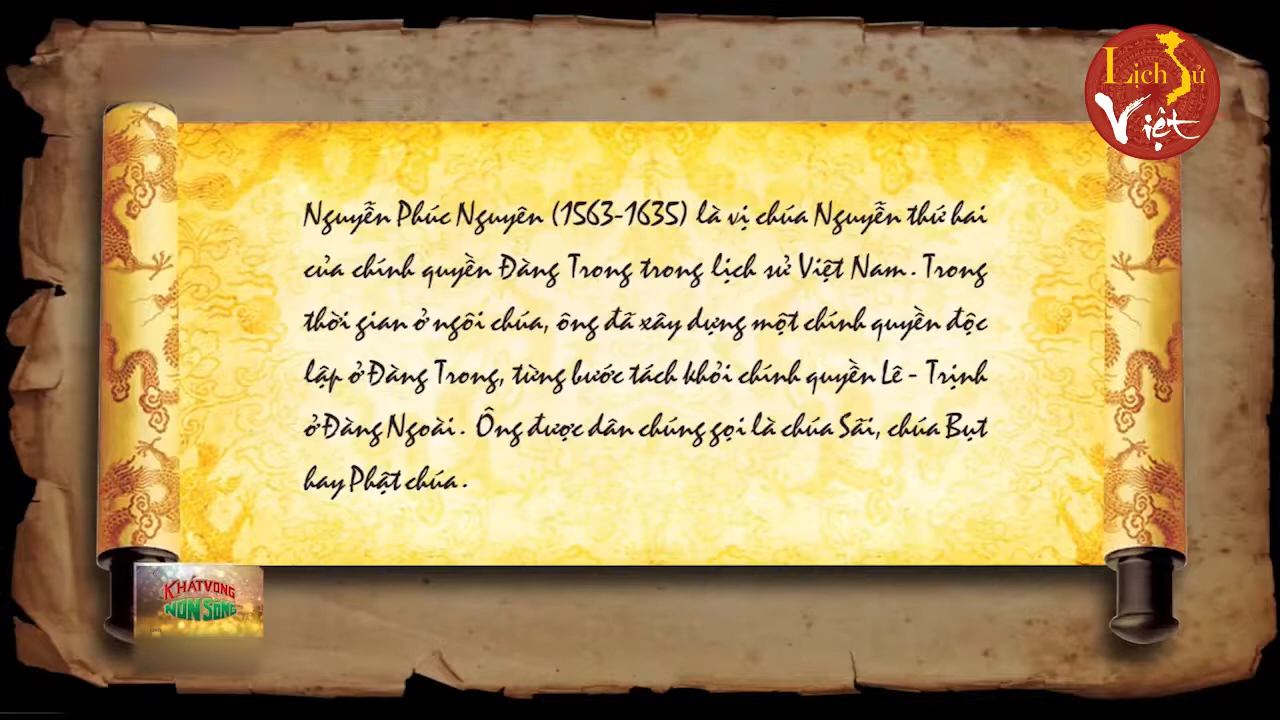 Lịch Sử
Việt
Nguyễn Phúc Nguyên (1563-1635) là vị chúa Nguyễn thứ hai
của chính quyền Đàng Trong trong lịch sử Việt Nam. Trong
thời gian ở ngôi chúa, ông đã xây dựng một chính quyền độc
lập ở Đàng Trong, từng bước tách khỏi chính quyền Lê - Trịnh
ở Đàng Ngoài. Ông được dân chúng gọi là chúa Sãi, chúa Bụt
hay Phật chúa.
KHÁT VỌNG
NON SÔNG